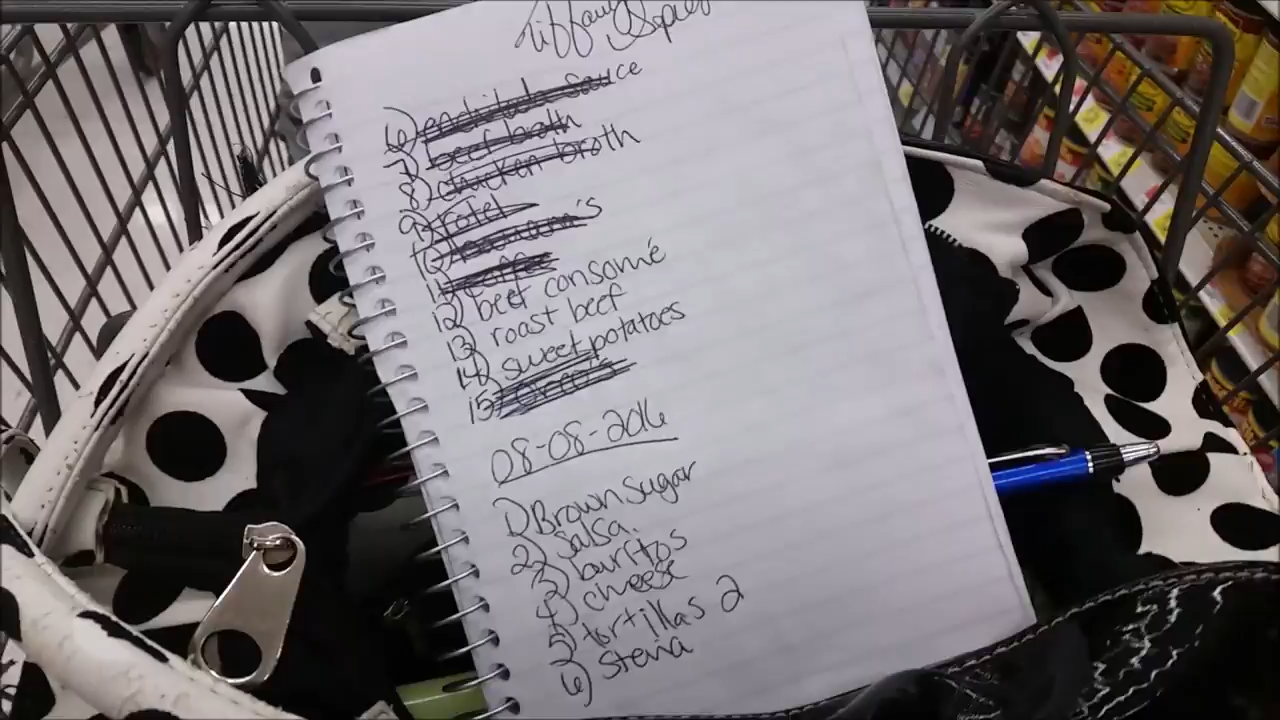 Tiffany
6) enchilada sauce
7) beef broth
8) chicken broth
9) Rotel
11) coffee
12) beef consomé
13) roast beef
14) sweet potatoes
15)
08-08-2016
1) Brown Sugar
2) Salsa.
3) burritos
4) cheese
5) tortillas 2
6) Stevia